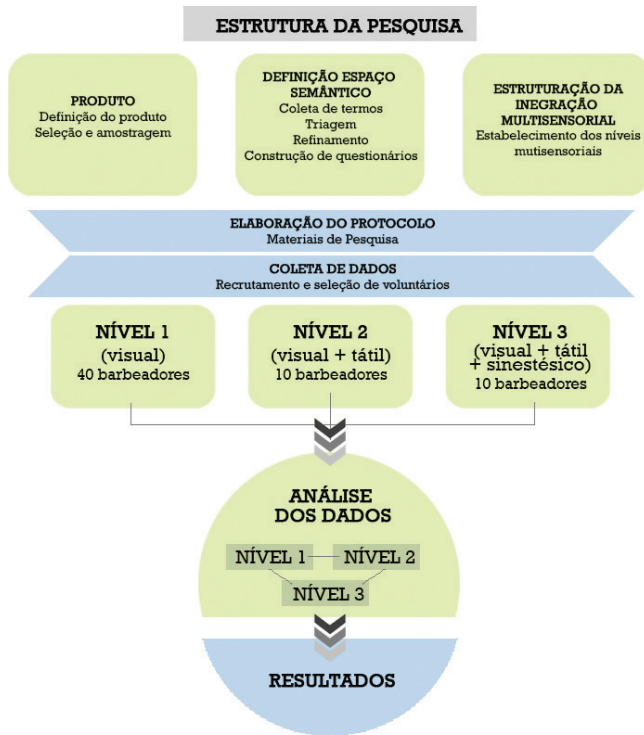 ESTRUTURA DA PESQUISA
PRODUTO
Definição do produto
Seleção e amostragem
DEFINIÇÃO ESPAÇO
SEMÂNTICO
Coleta de termos
Triagem
Refinamento
Construção de questionários
ESTRUTURAÇÃO DA
INEGRAÇÃO
MULTISENSORIAL
Estabelecimento dos níveis
mutisensoriais
ELABORAÇÃO DO PROTOCOLO
Materiais de Pesquisa
COLETA DE DADOS
Recrutamento e seleção de voluntários
NÍVEL 1
(visual)
40 barbeadores
NÍVEL 2
(visual + tátil)
10 barbeadores
NÍVEL 3
(visual + tátil
+ sinestésico)
10 barbeadores
ANÁLISE
DOS DADOS
NÍVEL 1
NÍVEL 2
NÍVEL 3
RESULTADOS